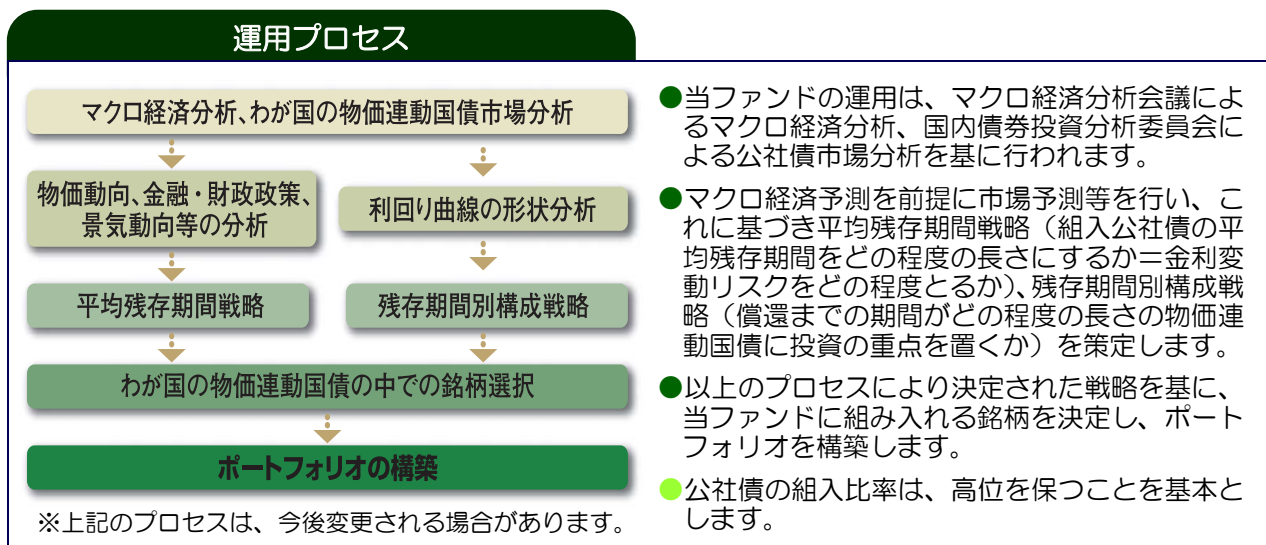 運用プロセス
マクロ経済分析、わが国の物価連動国債市場分析
物価動向、金融・財政政策、
景気動向等の分析
利回り曲線の形状分析
平均残存期間戦略
残存期間別構成戦略
わが国の物価連動国債の中での銘柄選択
ポートフォリオの構築
※上記のプロセスは、今後変更される場合があります。
●当ファンドの運用は、マクロ経済分析会議によ
るマクロ経済分析、国内債券投資分析委員会に
よる公社債市場分析を基に行われます。
●マクロ経済予測を前提に市場予測等を行い、こ
れに基づき平均残存期間戦略（組入公社債の平
均残存期間をどの程度の長さにするか＝金利変
動リスクをどの程度とるか）、残存期間別構成戦
略（償還までの期間がどの程度の長さの物価連
動国債に投資の重点を置くか）を策定します。
●以上のプロセスにより決定された戦略を基に、
当ファンドに組み入れる銘柄を決定し、ポート
フォリオを構築します。
●公社債の組入比率は、高位を保つことを基本と
します。